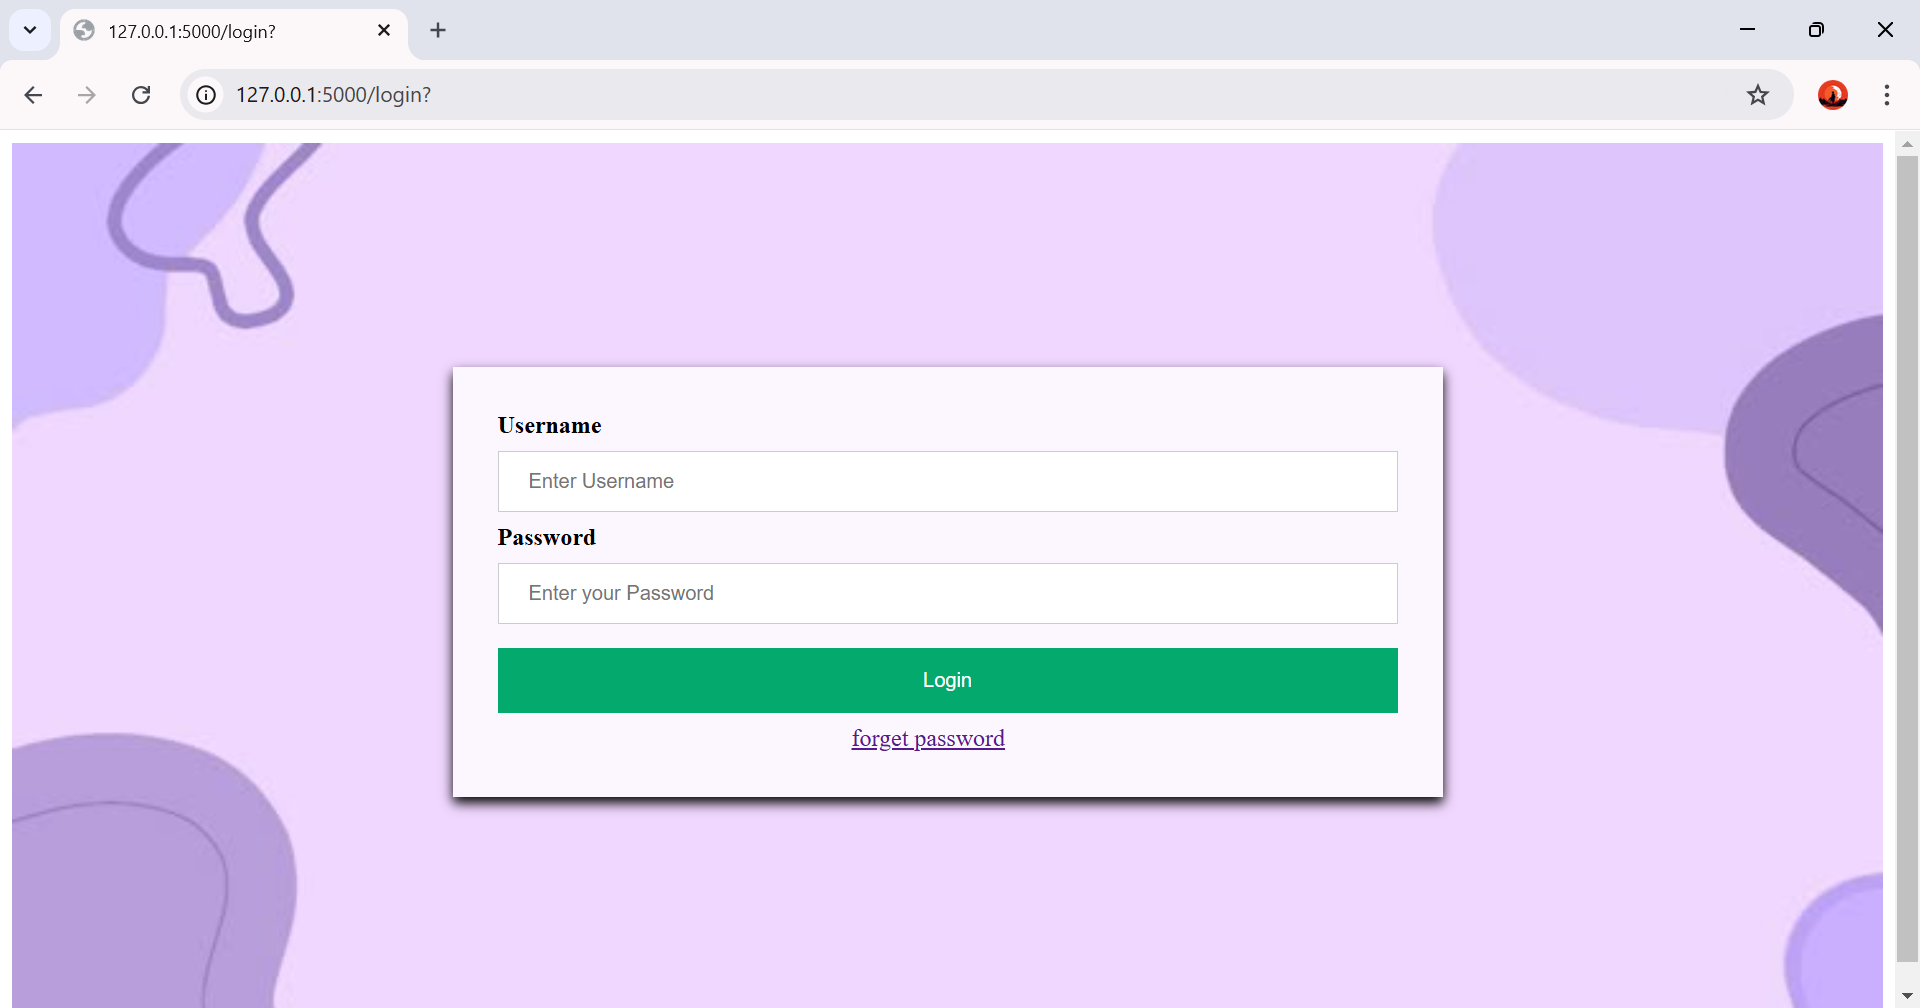 127.0.0.1:5000/login?
127.0.0.1:5000/login?
Username
Enter Username
Password
Enter your Password
Login
forget password